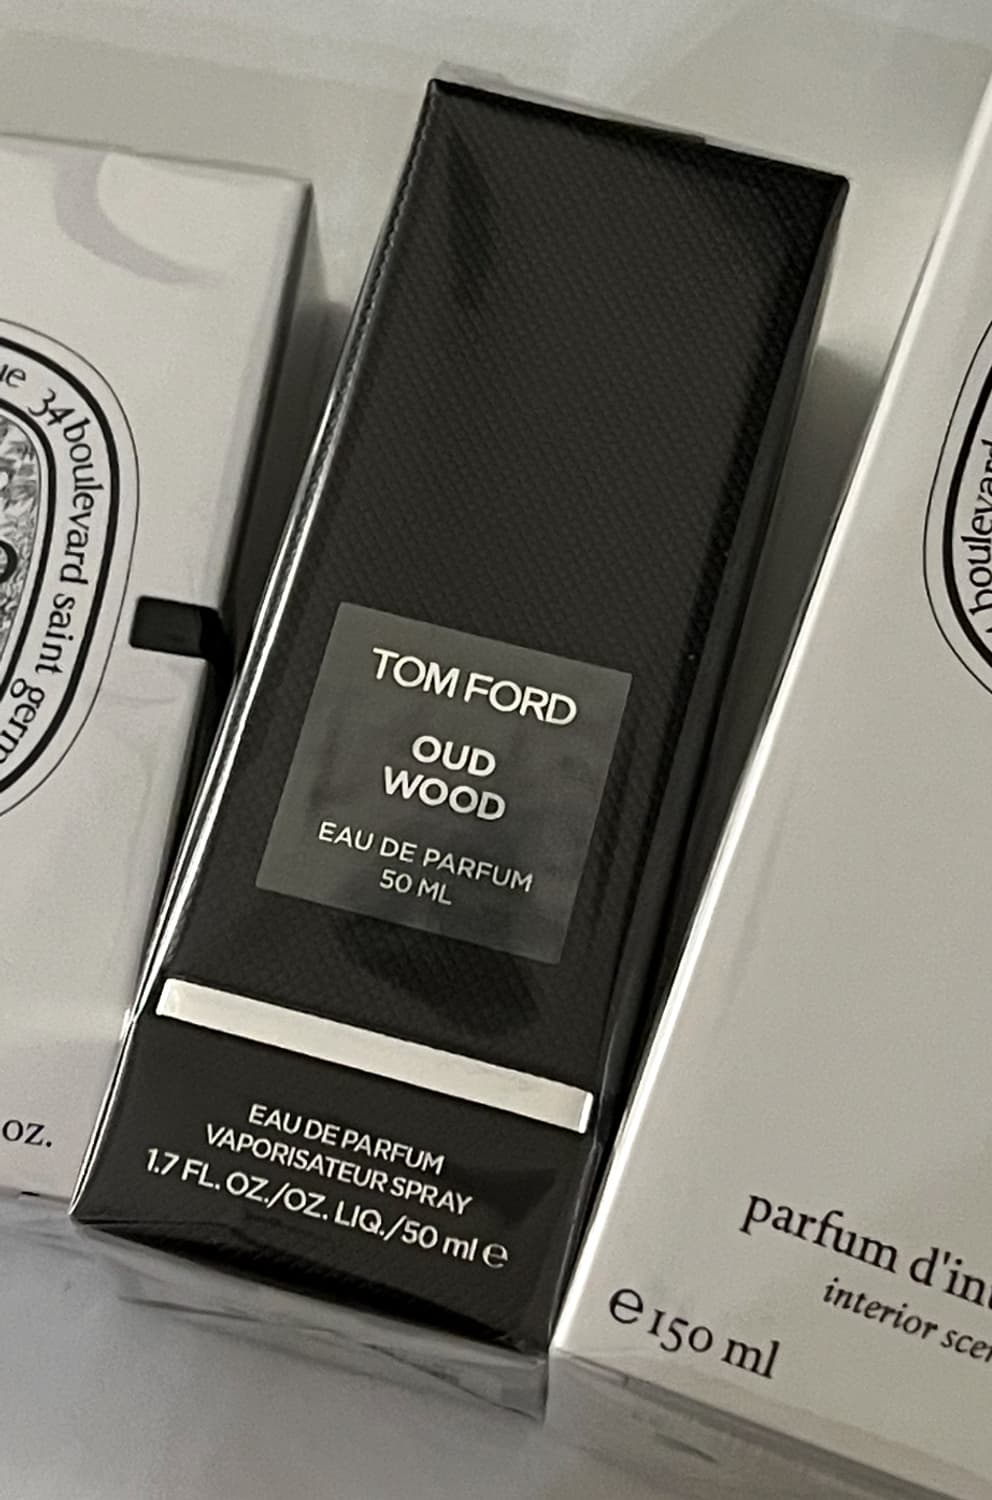 34 boulevard saint germ
oz.
TOM FORD
OUD
WOOD
EAU DE PARFUM
50 ML
EAU DE PARFUM
VAPORISATEUR SPRAY
1.7 FL. OZ./OZ. LIQ./50 ml ℮
boulevard
parfum d'in
interior scen
℮150 ml